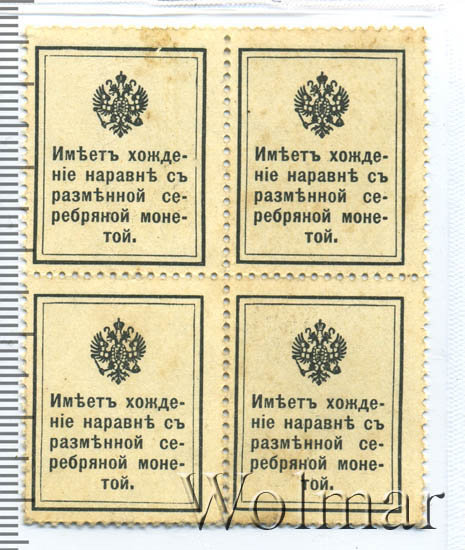 Имѣетъ хожде-
ніе наравнѣ съ
размѣнной се-
ребряной моне-
той.
Имѣетъ хожде-
ніе наравнѣ съ
размѣнной се-
ребряной моне-
той.
Имѣетъ хожде-
ніе наравнѣ съ
размѣнной се-
ребряной моне-
той.
Имѣетъ хожде-
ніе наравнѣ съ
размѣнной се-
ребряной моне-
той.
Wolmar